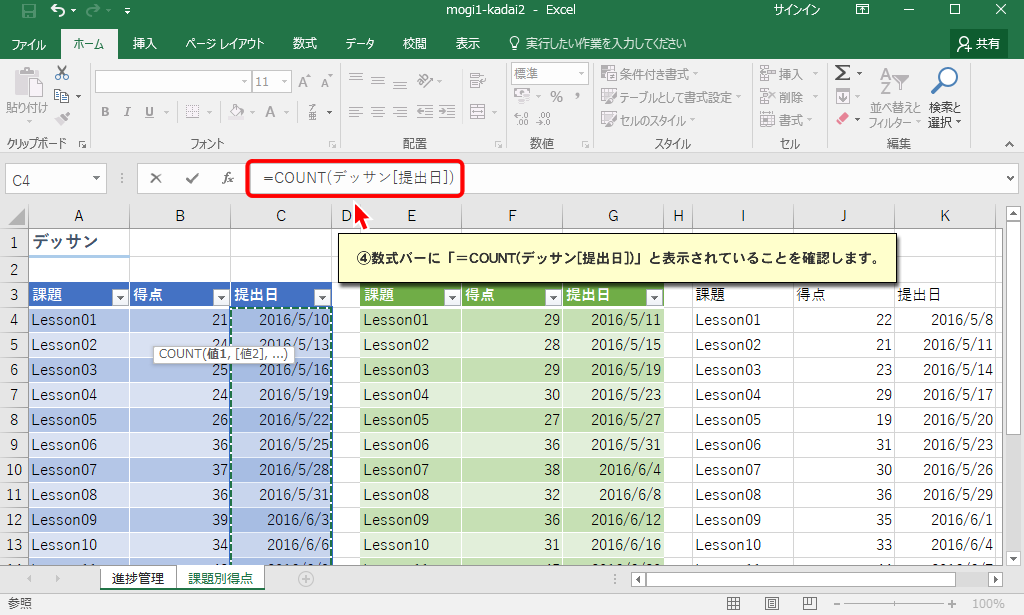 mogi1-kadai2 - Excel サインイン
ファイル ホーム 挿入 ページ レイアウト 数式 データ 校閲 表示 実行したい作業を入力してください 共有
貼り付け
クリップボード
11 A A
B I U A
フォント
配置
標準
% ,
数値
条件付き書式
テーブルとして書式設定
セルのスタイル
スタイル
挿入
削除
書式
セル
Σ
並べ替えと
フィルター
検索と
選択
編集
C4 fx =COUNT(デッサン[提出日])
A B C D E F G H I J K
④数式バーに「=COUNT(デッサン[提出日])」と表示されていることを確認します。
1 デッサン
2
3 課題 得点 提出日 課題 得点 提出日 課題 得点 提出日
4 Lesson01 21 2016/5/10 Lesson01 29 2016/5/11 Lesson01 22 2016/5/8
5 Lesson02 2016/5/13 Lesson02 28 2016/5/15 Lesson02 21 2016/5/11
COUNT(値1, [値2], ...)
6 Lesson03 25 2016/5/16 Lesson03 29 2016/5/19 Lesson03 23 2016/5/14
7 Lesson04 24 2016/5/19 Lesson04 30 2016/5/23 Lesson04 29 2016/5/17
8 Lesson05 26 2016/5/22 Lesson05 27 2016/5/27 Lesson05 19 2016/5/20
9 Lesson06 36 2016/5/25 Lesson06 36 2016/5/31 Lesson06 31 2016/5/23
10 Lesson07 37 2016/5/28 Lesson07 38 2016/6/4 Lesson07 30 2016/5/26
11 Lesson08 36 2016/5/31 Lesson08 32 2016/6/8 Lesson08 36 2016/5/29
12 Lesson09 39 2016/6/3 Lesson09 36 2016/6/12 Lesson09 35 2016/6/1
13 Lesson10 34 2016/6/6 Lesson10 31 2016/6/16 Lesson10 33 2016/6/4
進捗管理 課題別得点
参照 100%